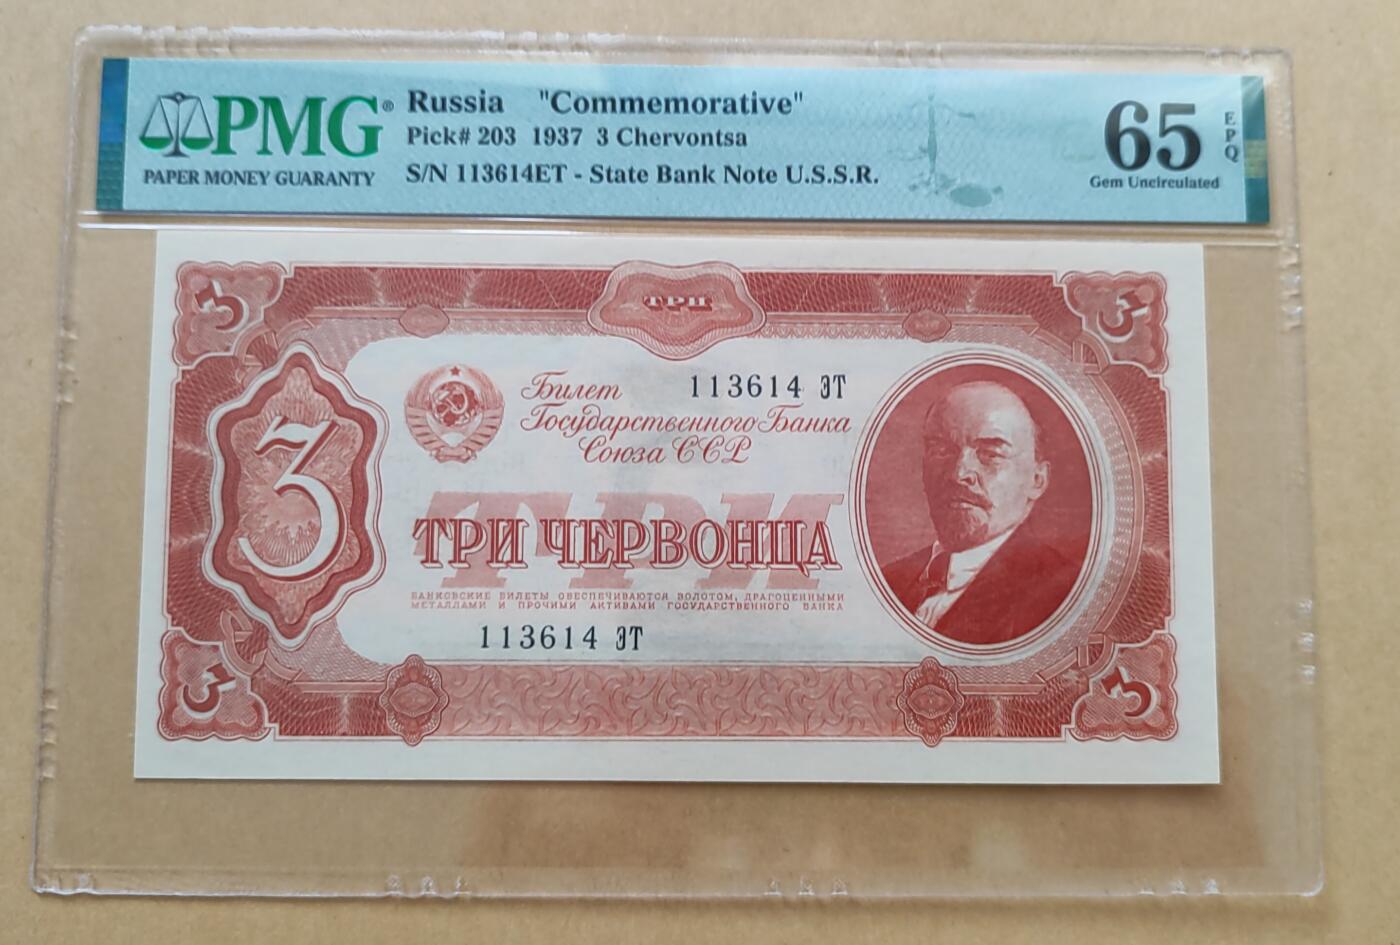 PMG®
PAPER MONEY GUARANTY
Russia "Commemorative"
Pick# 203 1937 3 Chervontsa
S/N 113614ET - State Bank Note U.S.S.R.
65
EPQ
Gem Uncirculated
3
ТРИ
3
113614 ЭТ
Билет
Государственного Банка
Союза ССР
3
ТРИ
ТРИ ЧЕРВОНЦА
БАНКОВСКИЕ БИЛЕТЫ ОБЕСПЕЧИВАЮТСЯ ЗОЛОТОМ, ДРАГОЦЕННЫМИ
МЕТАЛЛАМИ И ПРОЧИМИ АКТИВАМИ ГОСУДАРСТВЕННОГО БАНКА
113614 ЭТ
3
3